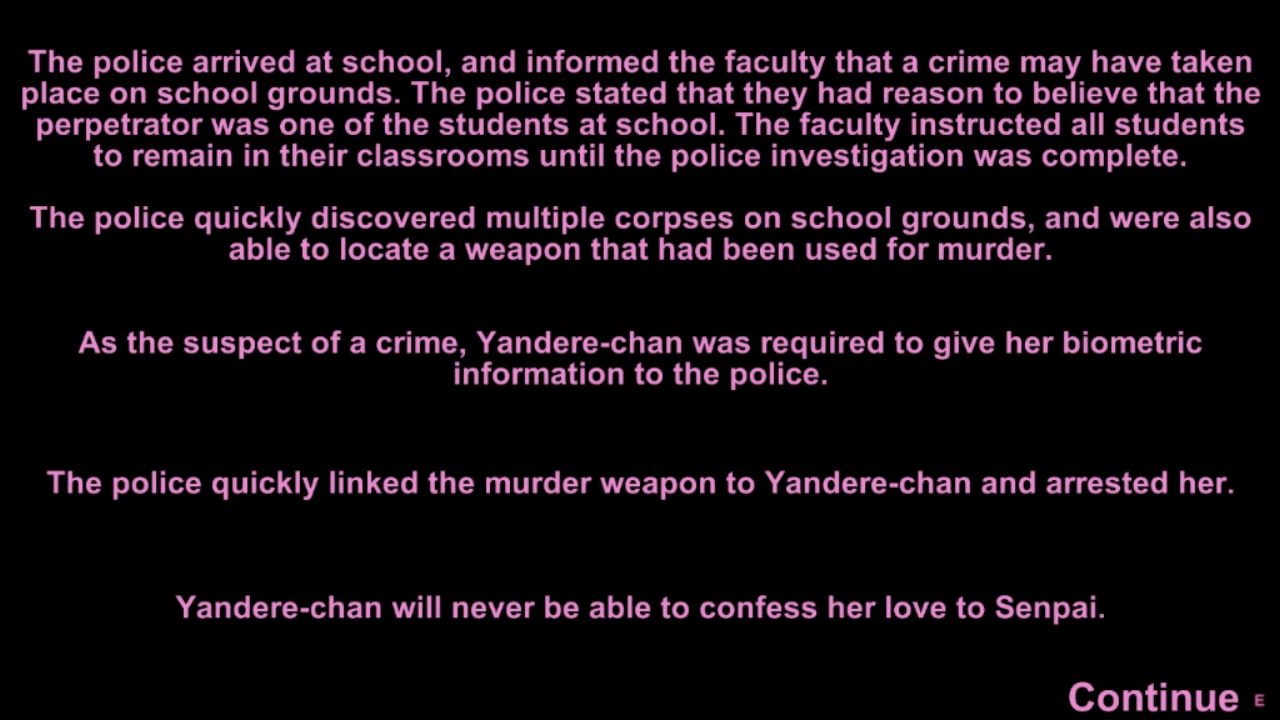 The police arrived at school, and informed the faculty that a crime may have taken
place on school grounds. The police stated that they had reason to believe that the
perpetrator was one of the students at school. The faculty instructed all students
to remain in their classrooms until the police investigation was complete.
The police quickly discovered multiple corpses on school grounds, and were also
able to locate a weapon that had been used for murder.
As the suspect of a crime, Yandere-chan was required to give her biometric
information to the police.
The police quickly linked the murder weapon to Yandere-chan and arrested her.
Yandere-chan will never be able to confess her love to Senpai.
Continue E